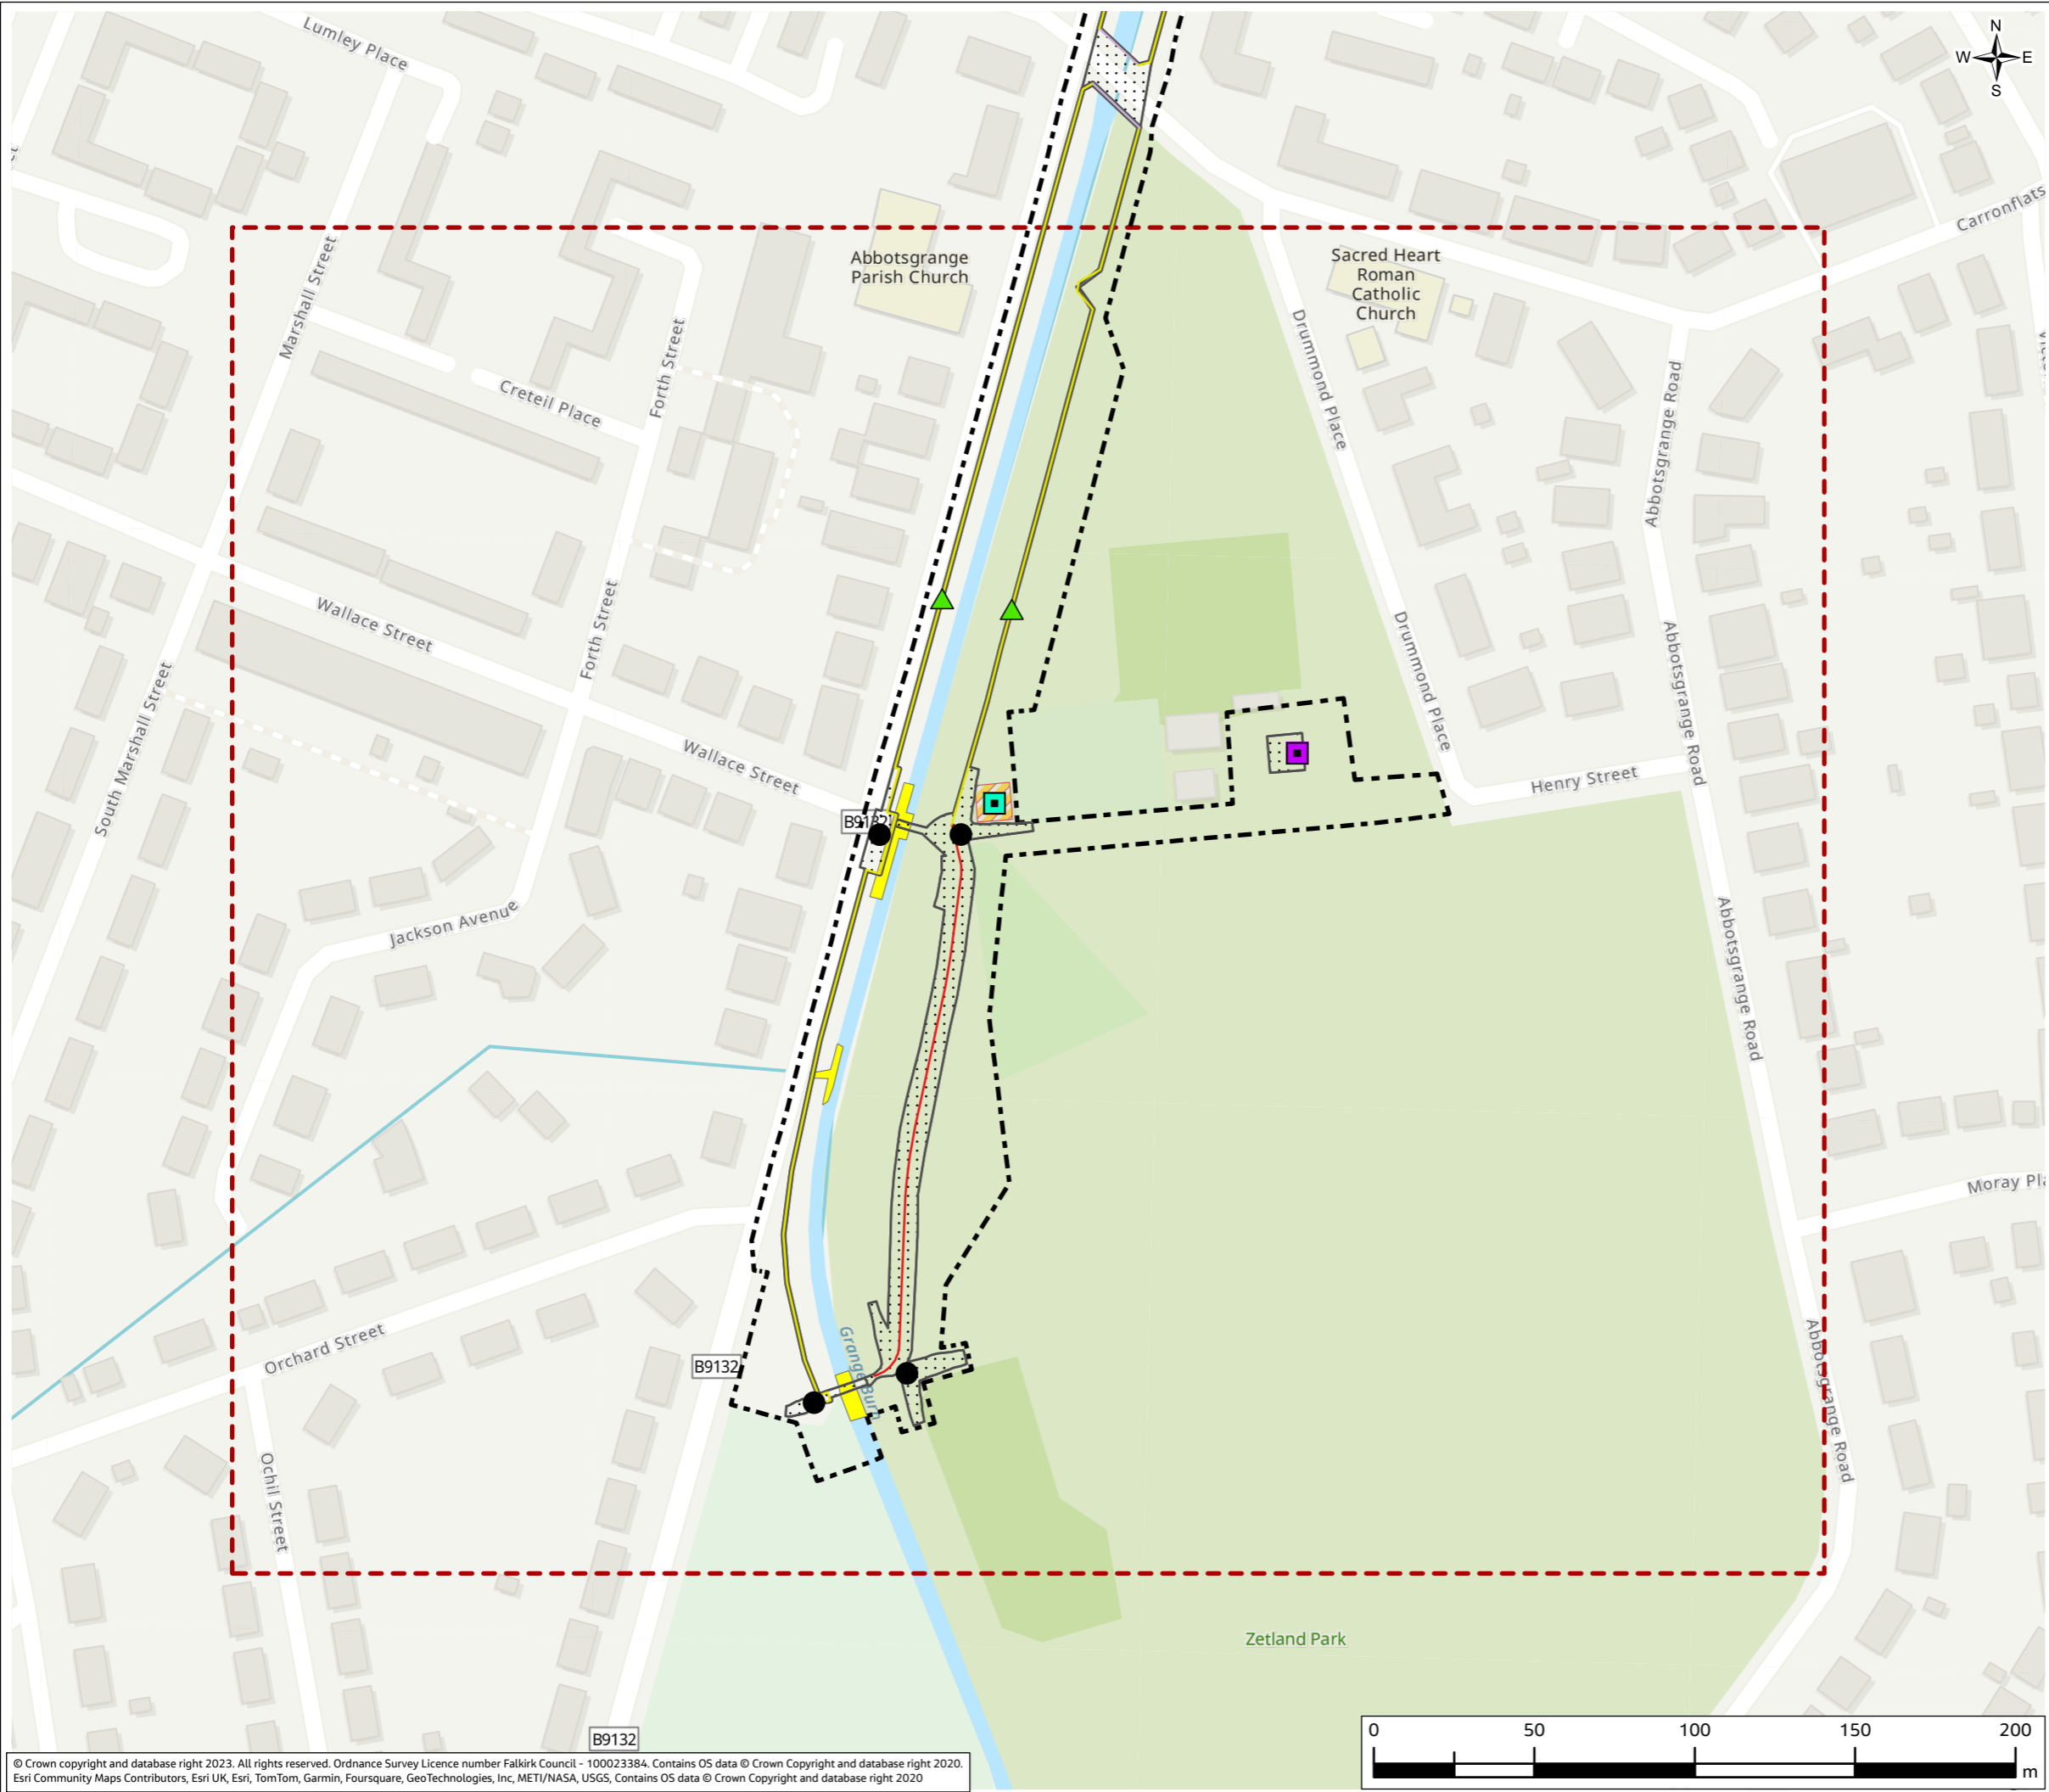 Lumley Place
N
W E
S
Carronflats
Abbotsgrange
Parish Church
Sacred Heart
Roman
Catholic
Church
Marshall Street
Forth Street
Drummond Place
Creteil Place
Abbotsgrange Road
Wallace Street
Forth Street
Drummond Place
Abbotsgrange Road
South Marshall Street
Wallace Street
Henry Street
B9132
Jackson Avenue
Abbotsgrange Road
Moray Pla
Orchard Street
Grange Burn
B9132
Abbotsgrange Road
Ochil Street
Zetland Park
B9132
0 50 100 150 200
m
© Crown copyright and database right 2023. All rights reserved. Ordnance Survey Licence number Falkirk Council - 100023384. Contains OS data © Crown Copyright and database right 2020.
Esri Community Maps Contributors, Esri UK, Esri, TomTom, Garmin, Foursquare, GeoTechnologies, Inc, METI/NASA, USGS, Contains OS data © Crown Copyright and database right 2020